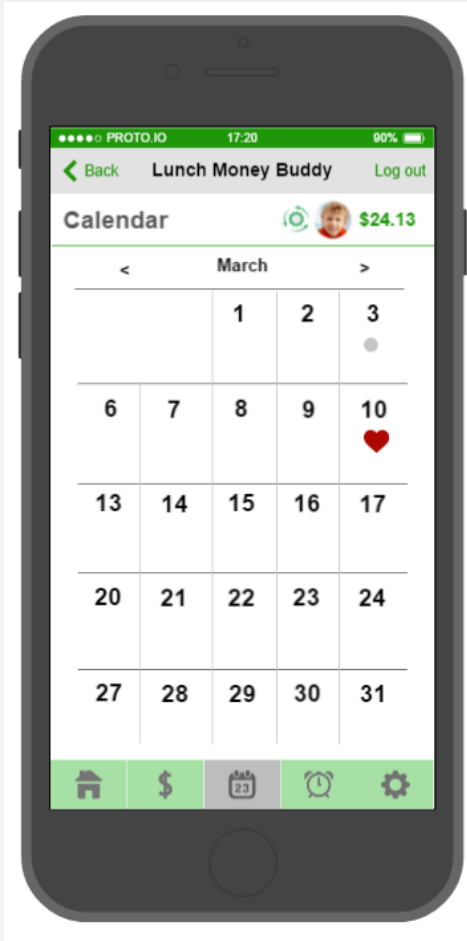 PROTO.IO 17:20 90%
Back Lunch Money Buddy Log out
Calendar $24.13
< March >
1 2 3
6 7 8 9 10
13 14 15 16 17
20 21 22 23 24
27 28 29 30 31
$ 23